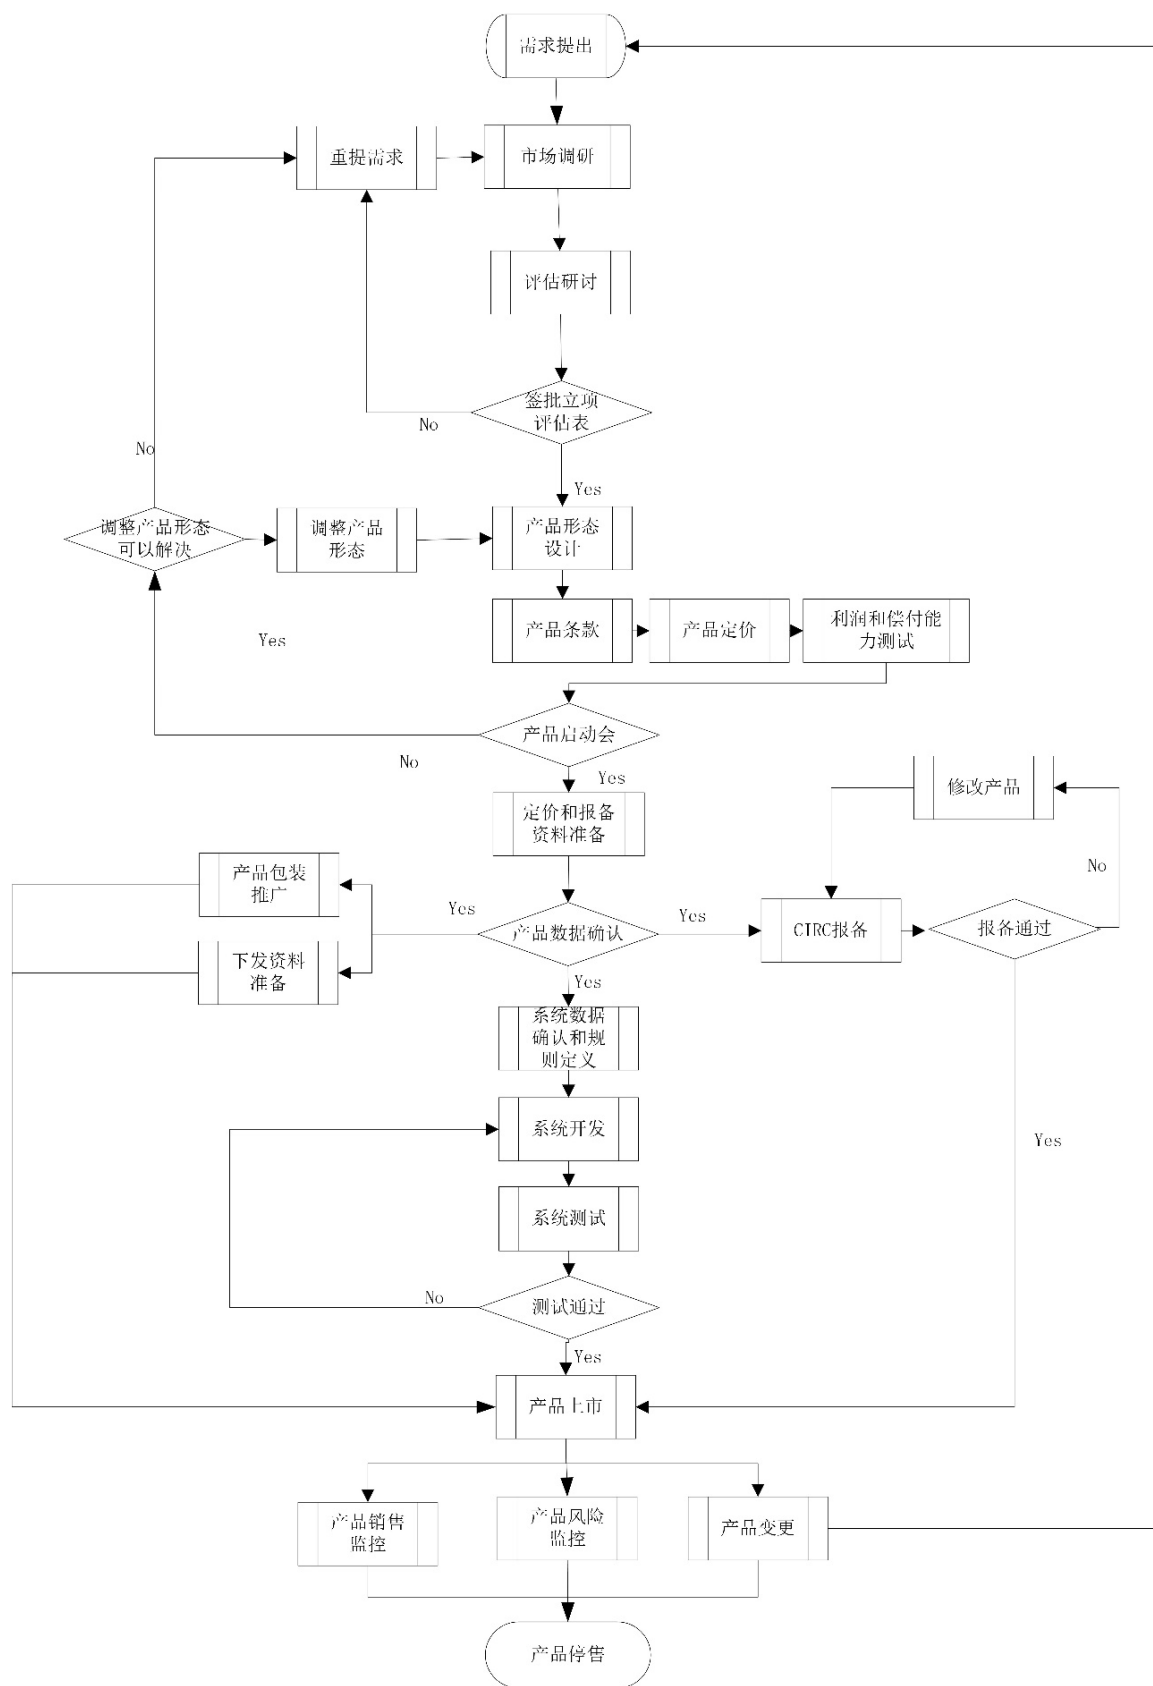 需求提出
重提需求
市场调研
评估研讨
签批立项
评估表
No
No
Yes
调整产品形态
可以解决
调整产品
形态
产品形态
设计
Yes
产品条款
产品定价
利润和偿付能
力测试
产品启动会
No
Yes
修改产品
定价和报备
资料准备
No
产品包装
推广
Yes
产品数据确认
Yes
CIRC报备
报备通过
下发资料
准备
Yes
系统数据
确认和规
则定义
系统开发
Yes
系统测试
No
测试通过
Yes
产品上市
产品销售
监控
产品风险
监控
产品变更
产品停售